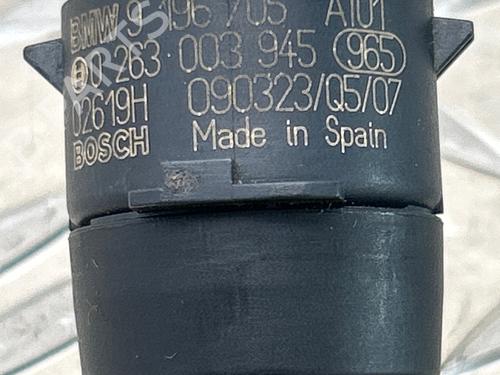 BMW 9 196 705 A101
0 263 003 945 965
02619H 090323/Q5/07
BOSCH Made in Spain